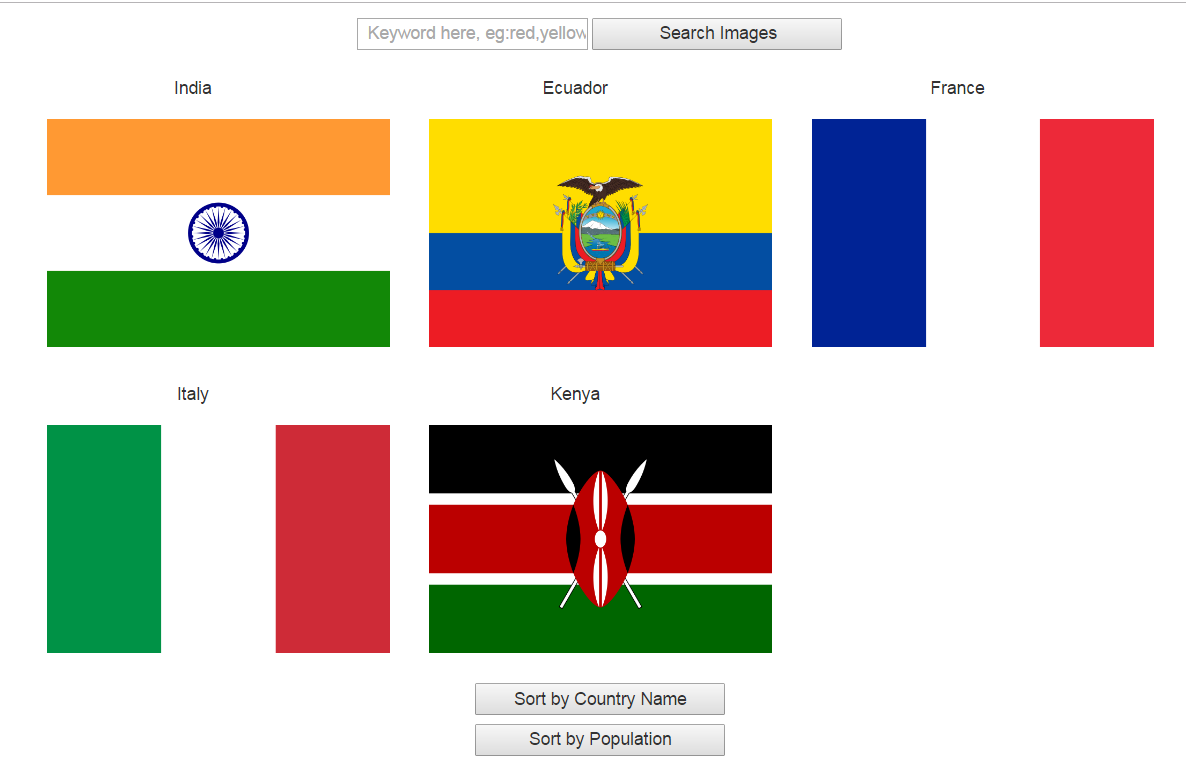 Keyword here, eg:red,yellow
Search Images
India
Ecuador
France
Italy
Kenya
Sort by Country Name
Sort by Population